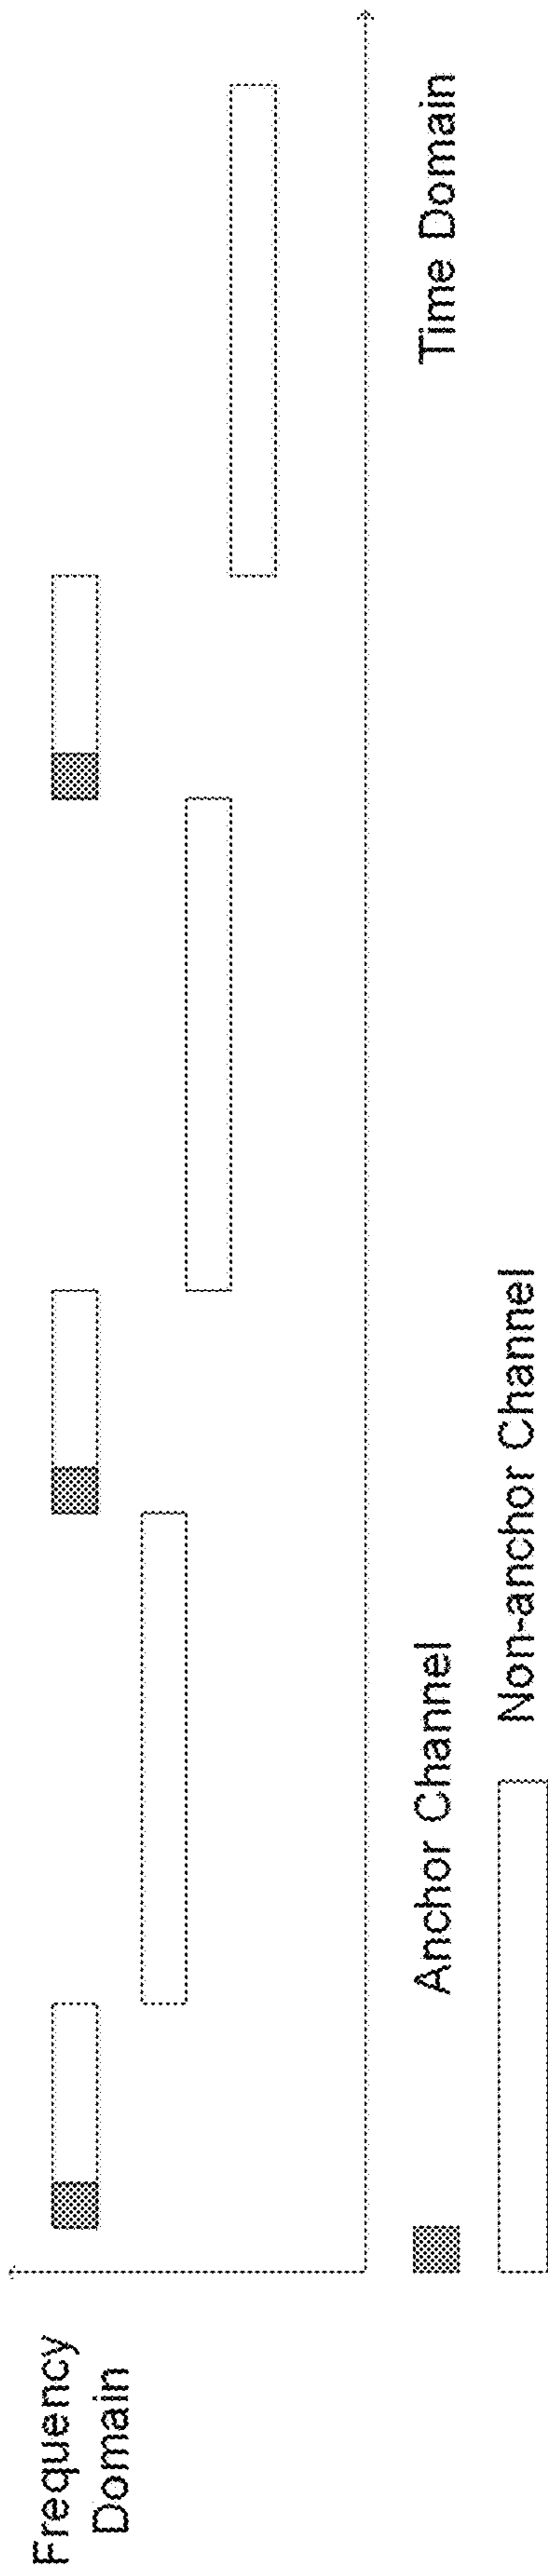 Frequency
Domain
Time Domain
Anchor Channel
Non-anchor Channel